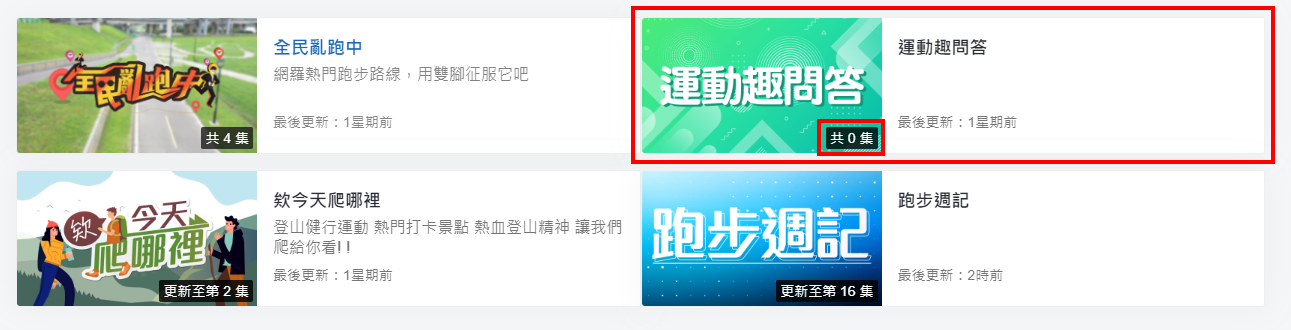 全民亂跑中
共 4 集
全民亂跑中
網羅熱門跑步路線，用雙腳征服它吧
最後更新：1星期前
運動趣問答
共 0 集
運動趣問答
最後更新：1星期前
欸今天爬哪裡
更新至第 2 集
欸今天爬哪裡
登山健行運動 熱門打卡景點 熱血登山精神 讓我們
爬給你看! !
最後更新：1星期前
跑步週記
更新至第 16 集
跑步週記
最後更新：2時前